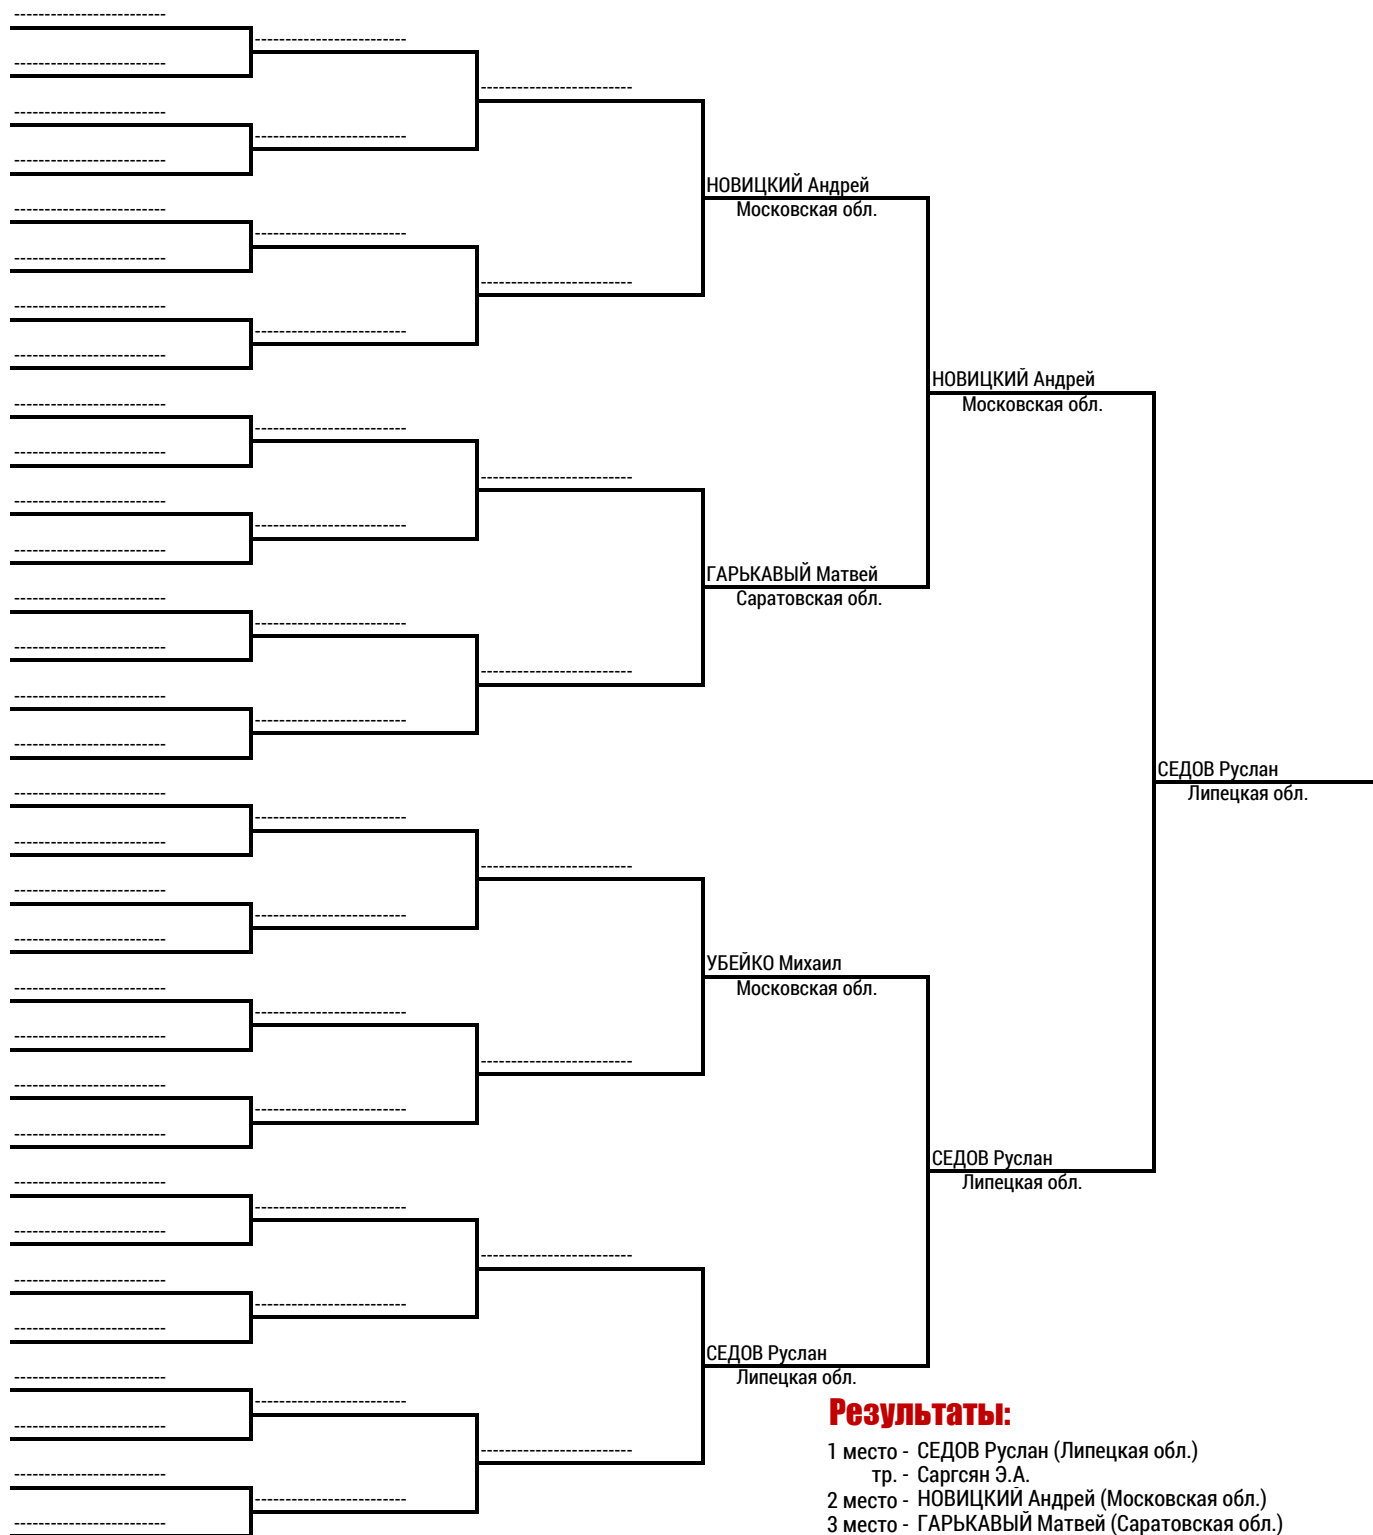 НОВИЦКИЙ Андрей
Московская обл.
НОВИЦКИЙ Андрей
Московская обл.
ГАРЬКАВЫЙ Матвей
Саратовская обл.
СЕДОВ Руслан
Липецкая обл.
УБЕЙКО Михаил
Московская обл.
СЕДОВ Руслан
Липецкая обл.
СЕДОВ Руслан
Липецкая обл.
Результаты:
1 место - СЕДОВ Руслан (Липецкая обл.)
тр. - Саргсян Э.А.
2 место - НОВИЦКИЙ Андрей (Московская обл.)
3 место - ГАРЬКАВЫЙ Матвей (Саратовская обл.)